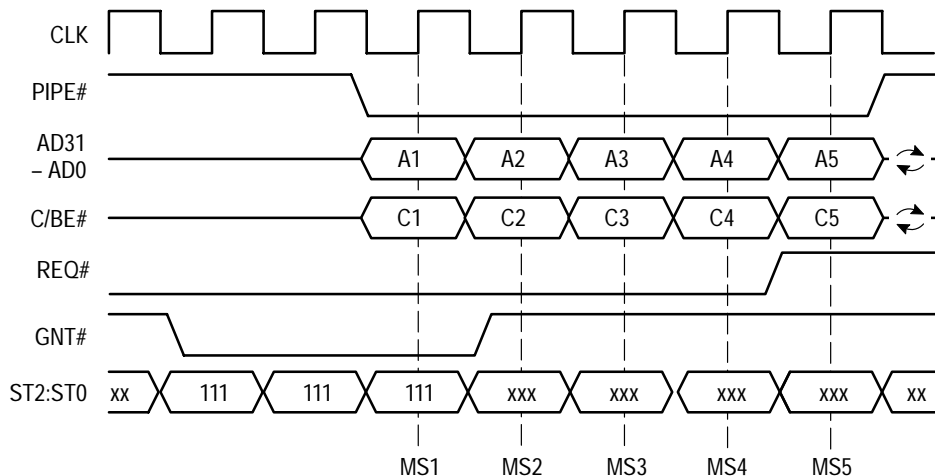 CLK
PIPE#
AD31
– AD0
A1 A2 A3 A4 A5
C/BE#
C1 C2 C3 C4 C5
REQ#
GNT#
ST2:ST0 xx 111 111 111 xxx xxx xxx xxx xx
MS1 MS2 MS3 MS4 MS5